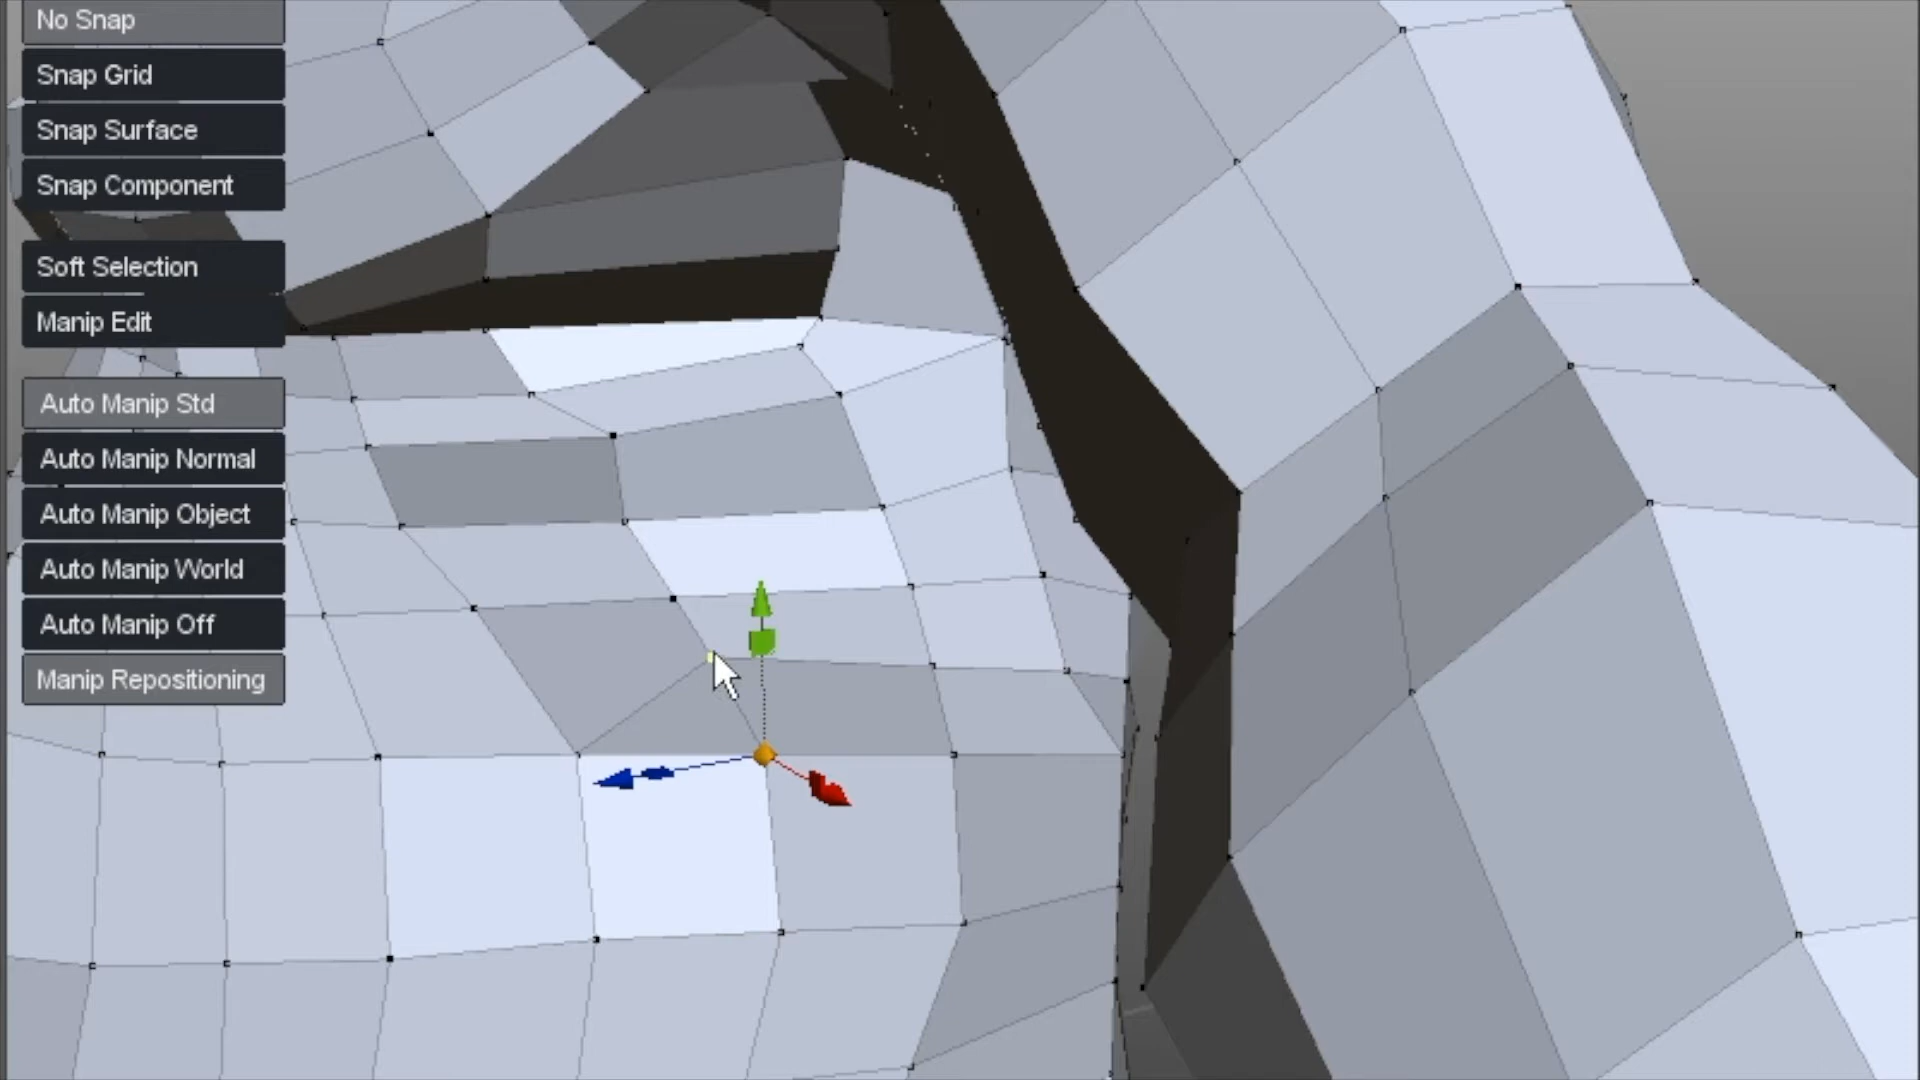 No Snap
Snap Grid
Snap Surface
Snap Component
Soft Selection
Manip Edit
Auto Manip Std
Auto Manip Normal
Auto Manip Object
Auto Manip World
Auto Manip Off
Manip Repositioning